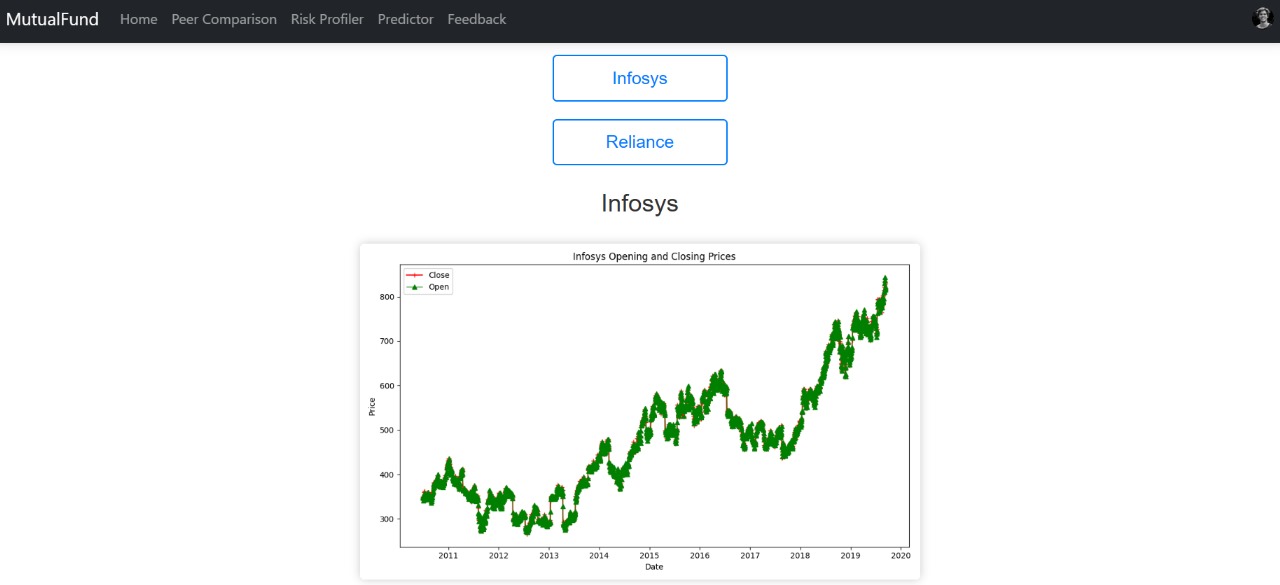 MutualFund Home Peer Comparison Risk Profiler Predictor Feedback
Infosys
Reliance
Infosys
Infosys Opening and Closing Prices
Close
Open
800
700
600
500
400
300
Price
2011 2012 2013 2014 2015 2016 2017 2018 2019 2020
Date